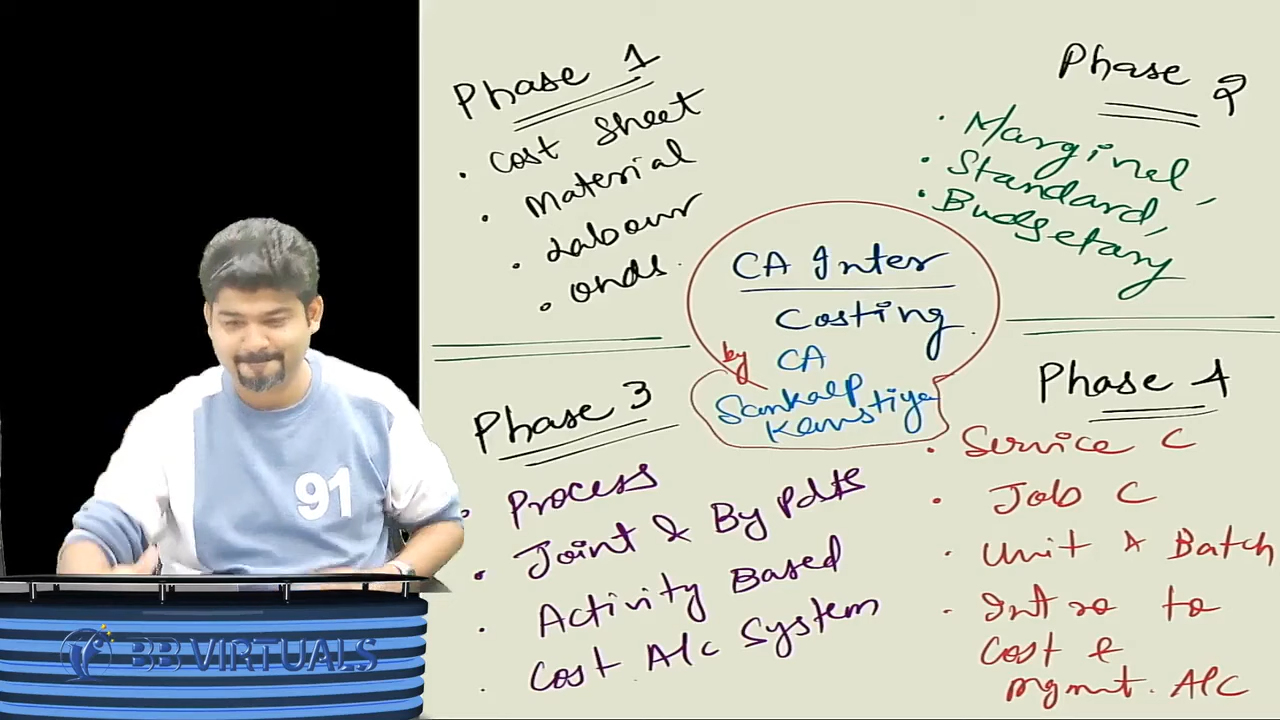 Phase 1
• Cost Sheet
• Material
• Labour
• OHDs.
Phase 2
• Marginal,
• Standard,
• Budgetary
CA Inter
Costing
by CA
Sankalp
Kanstiya
Phase 3
• Process
• Joint & By Pdts
• Activity Based
• Cost A/c System
Phase 4
• Service C
• Job C
• Unit & Batch
• Intro to
Cost &
Mgmt. A/C
91
BB VIRTUALS